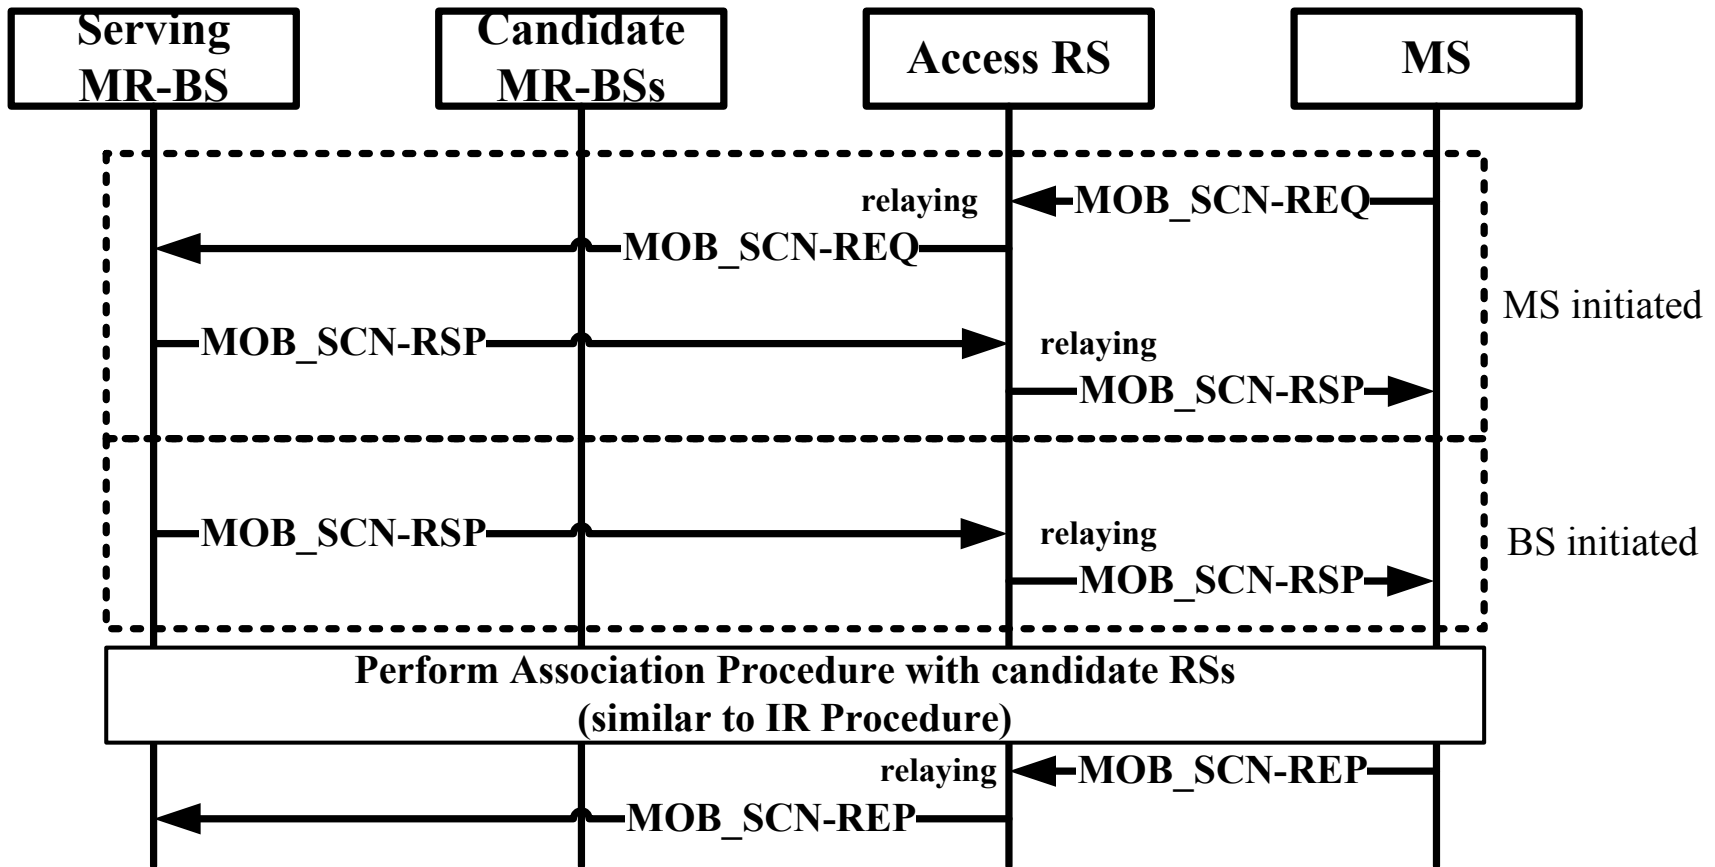 Serving
MR-BS
Candidate
MR-BSs
Access RS
MS
relaying
MOB_SCN-REQ
MOB_SCN-REQ
MS initiated
MOB_SCN-RSP
relaying
MOB_SCN-RSP
MOB_SCN-RSP
relaying
BS initiated
MOB_SCN-RSP
Perform Association Procedure with candidate RSs
(similar to IR Procedure)
relaying
MOB_SCN-REP
MOB_SCN-REP